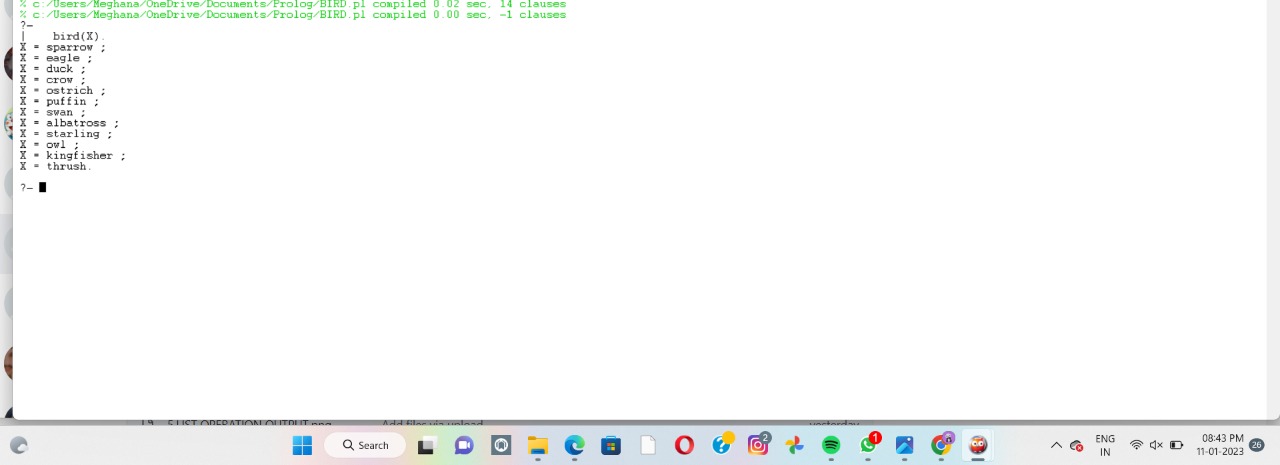 % c:/Users/Meghana/OneDrive/Documents/Prolog/BIRD.pl compiled 0.02 sec, 14 clauses
% c:/Users/Meghana/OneDrive/Documents/Prolog/BIRD.pl compiled 0.00 sec, -1 clauses
?-
|    bird(X).
X = sparrow ;
X = eagle ;
X = duck ;
X = crow ;
X = ostrich ;
X = puffin ;
X = swan ;
X = albatross ;
X = starling ;
X = owl ;
X = kingfisher ;
X = thrush.
?-
5 LIST OPERATION OUTPUT.png Add files via upload yesterday
Search
2
1
ENG
IN
08:43 PM
11-01-2023
26